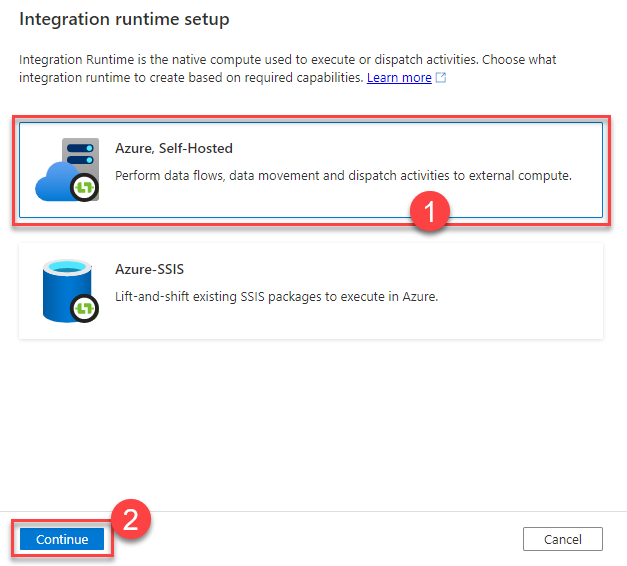 Integration runtime setup
Integration Runtime is the native compute used to execute or dispatch activities. Choose what
integration runtime to create based on required capabilities. Learn more
Azure, Self-Hosted
Perform data flows, data movement and dispatch activities to external compute.
1
Azure-SSIS
Lift-and-shift existing SSIS packages to execute in Azure.
2
Continue
Cancel